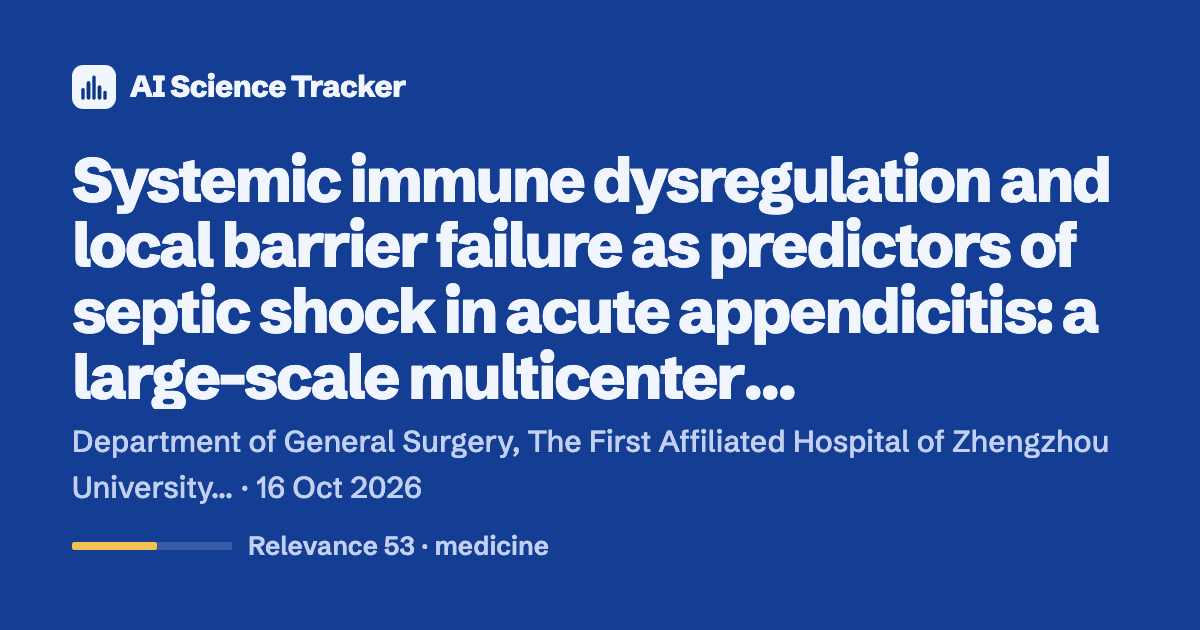 AI Science Tracker
Systemic immune dysregulation and
local barrier failure as predictors of
septic shock in acute appendicitis: a
large-scale multicenter...
Department of General Surgery, The First Affiliated Hospital of Zhengzhou
University... · 16 Oct 2026
Relevance 53 · medicine